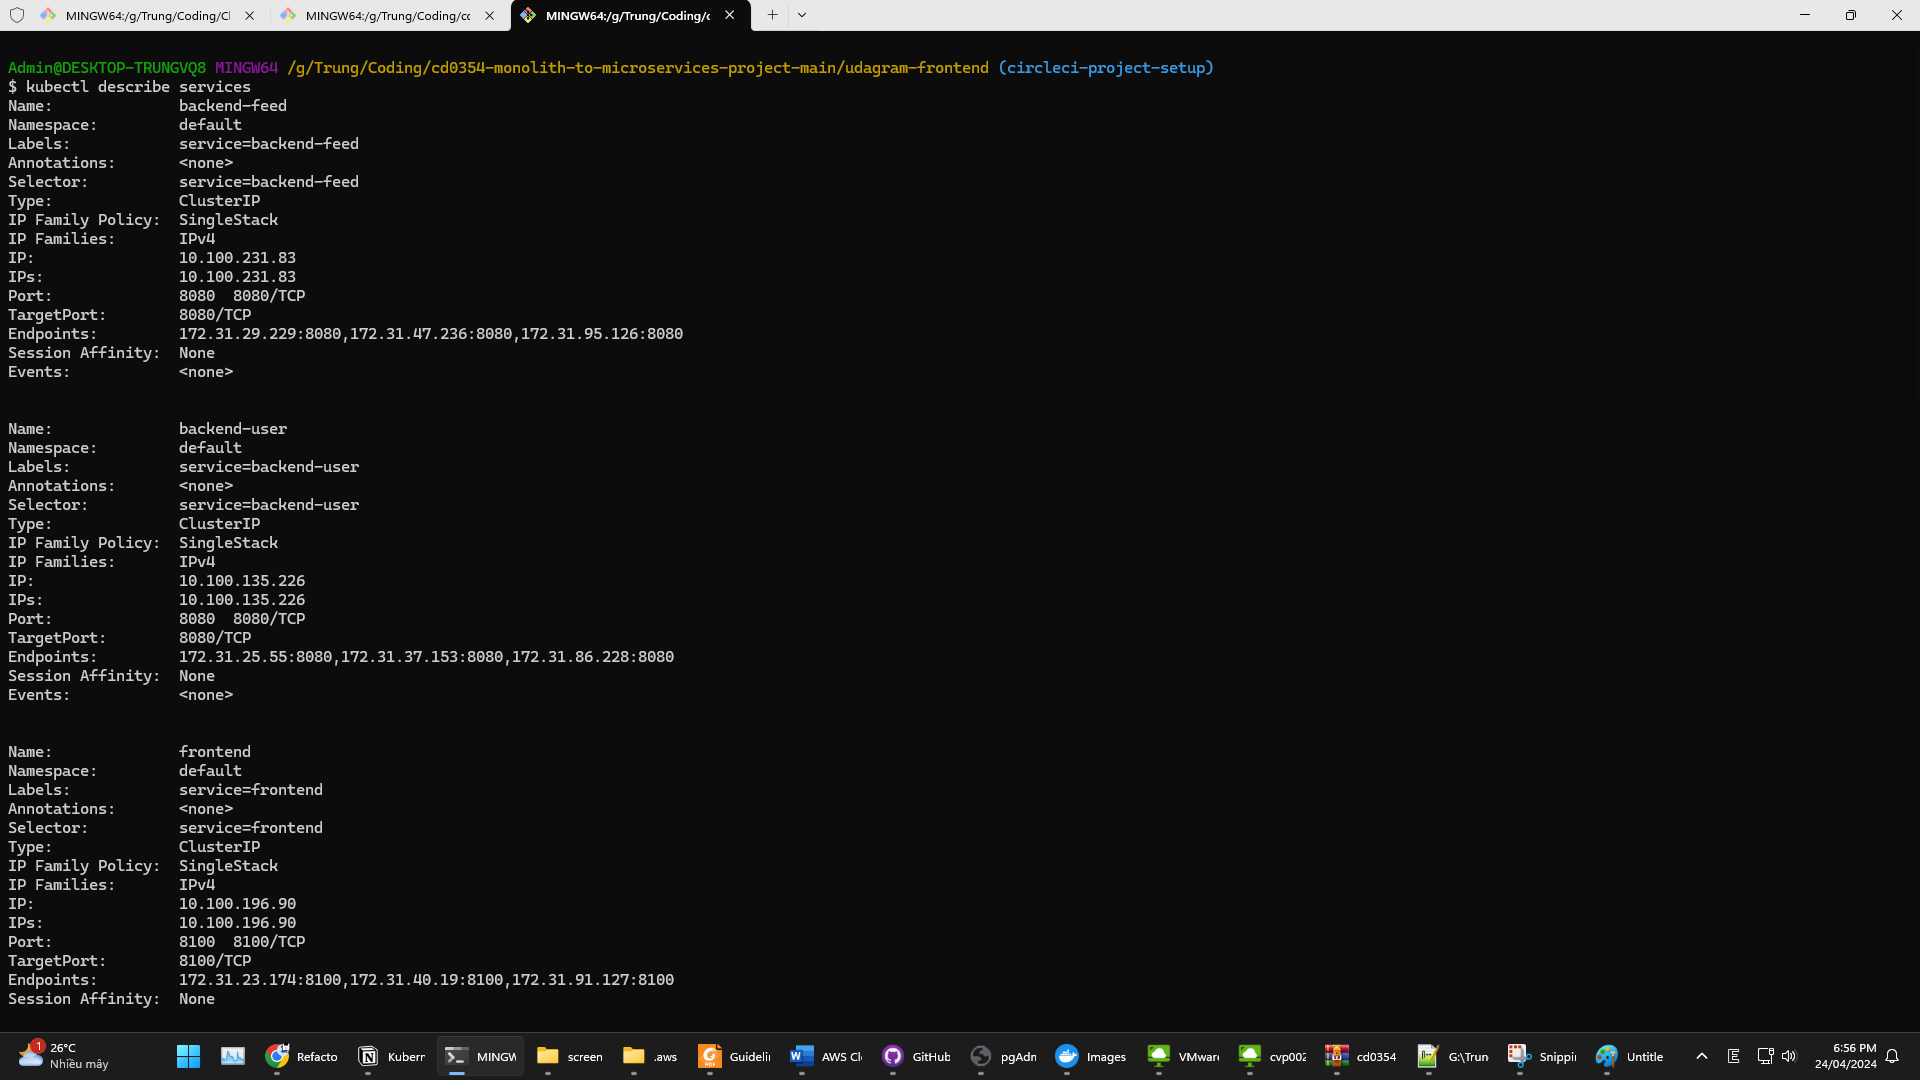 MINGW64:/g/Trung/Coding/Cl
MINGW64:/g/Trung/Coding/cc
MINGW64:/g/Trung/Coding/c
Admin@DESKTOP-TRUNGVQ8 MINGW64 /g/Trung/Coding/cd0354-monolith-to-microservices-project-main/udagram-frontend (circleci-project-setup)
$ kubectl describe services
Name: backend-feed
Namespace: default
Labels: service=backend-feed
Annotations: <none>
Selector: service=backend-feed
Type: ClusterIP
IP Family Policy: SingleStack
IP Families: IPv4
IP: 10.100.231.83
IPs: 10.100.231.83
Port: 8080 8080/TCP
TargetPort: 8080/TCP
Endpoints: 172.31.29.229:8080,172.31.47.236:8080,172.31.95.126:8080
Session Affinity: None
Events: <none>
Name: backend-user
Namespace: default
Labels: service=backend-user
Annotations: <none>
Selector: service=backend-user
Type: ClusterIP
IP Family Policy: SingleStack
IP Families: IPv4
IP: 10.100.135.226
IPs: 10.100.135.226
Port: 8080 8080/TCP
TargetPort: 8080/TCP
Endpoints: 172.31.25.55:8080,172.31.37.153:8080,172.31.86.228:8080
Session Affinity: None
Events: <none>
Name: frontend
Namespace: default
Labels: service=frontend
Annotations: <none>
Selector: service=frontend
Type: ClusterIP
IP Family Policy: SingleStack
IP Families: IPv4
IP: 10.100.196.90
IPs: 10.100.196.90
Port: 8100 8100/TCP
TargetPort: 8100/TCP
Endpoints: 172.31.23.174:8100,172.31.40.19:8100,172.31.91.127:8100
Session Affinity: None
1
26°C
Nhiều mây
Refacto
Kubern
MINGW
screen
.aws
Guideli
AWS Cl
GitHub
pgAdn
Images
VMware
cvp002
cd0354
G:\Trun
Snippi
Untitle
E
6:56 PM
24/04/2024